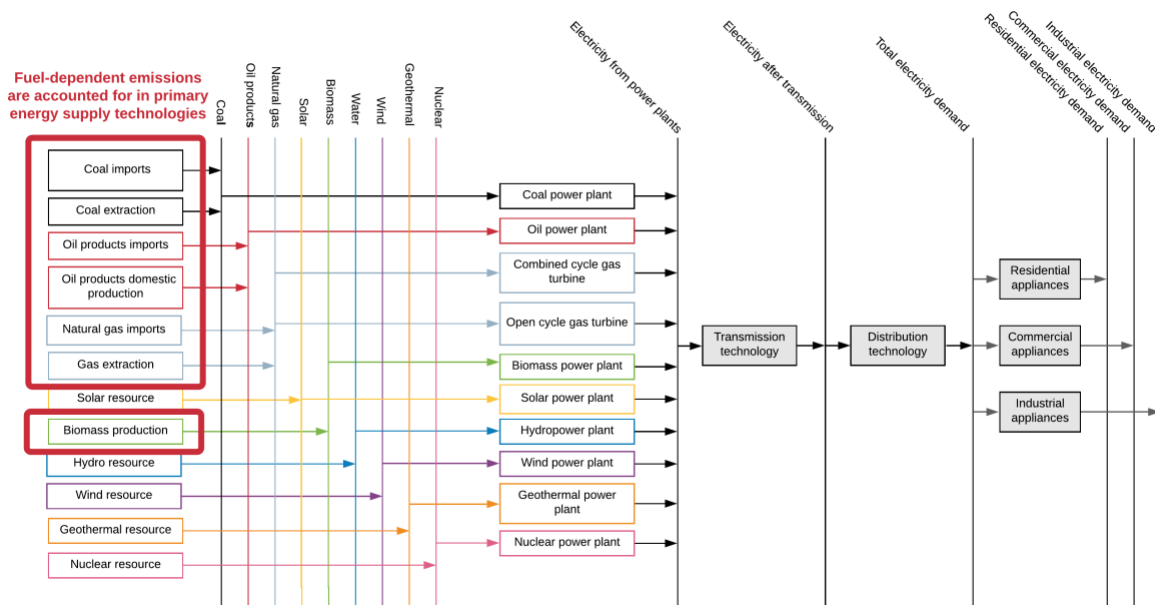 Fuel-dependent emissions
are accounted for in primary
energy supply technologies
Coal
Oil products
Natural gas
Solar
Biomass
Water
Wind
Geothermal
Nuclear
Electricity from power plants
Electricity after transmission
Total electricity demand
Residential electricity demand
Commercial electricity demand
Industrial electricity demand
Coal imports
Coal extraction
Oil products imports
Oil products domestic
production
Natural gas imports
Gas extraction
Solar resource
Biomass production
Hydro resource
Wind resource
Geothermal resource
Nuclear resource
Coal power plant
Oil power plant
Combined cycle gas
turbine
Open cycle gas turbine
Biomass power plant
Solar power plant
Hydropower plant
Wind power plant
Geothermal power
plant
Nuclear power plant
Transmission
technology
Distribution
technology
Residential
appliances
Commercial
appliances
Industrial
appliances